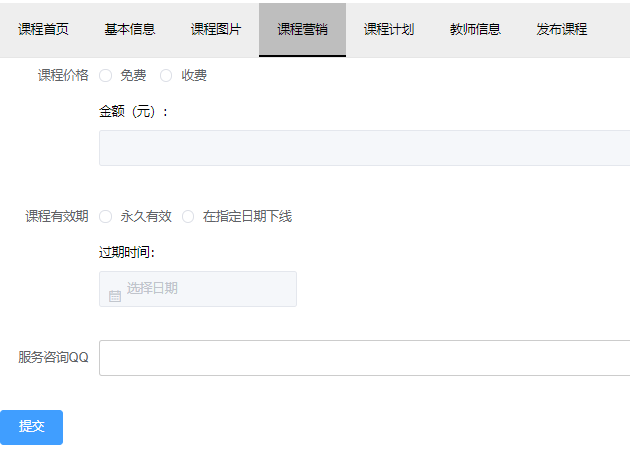 课程首页 基本信息 课程图片 课程营销 课程计划 教师信息 发布课程
课程价格 免费 收费
金额（元）:
课程有效期 永久有效 在指定日期下线
过期时间:
选择日期
服务咨询QQ
提交